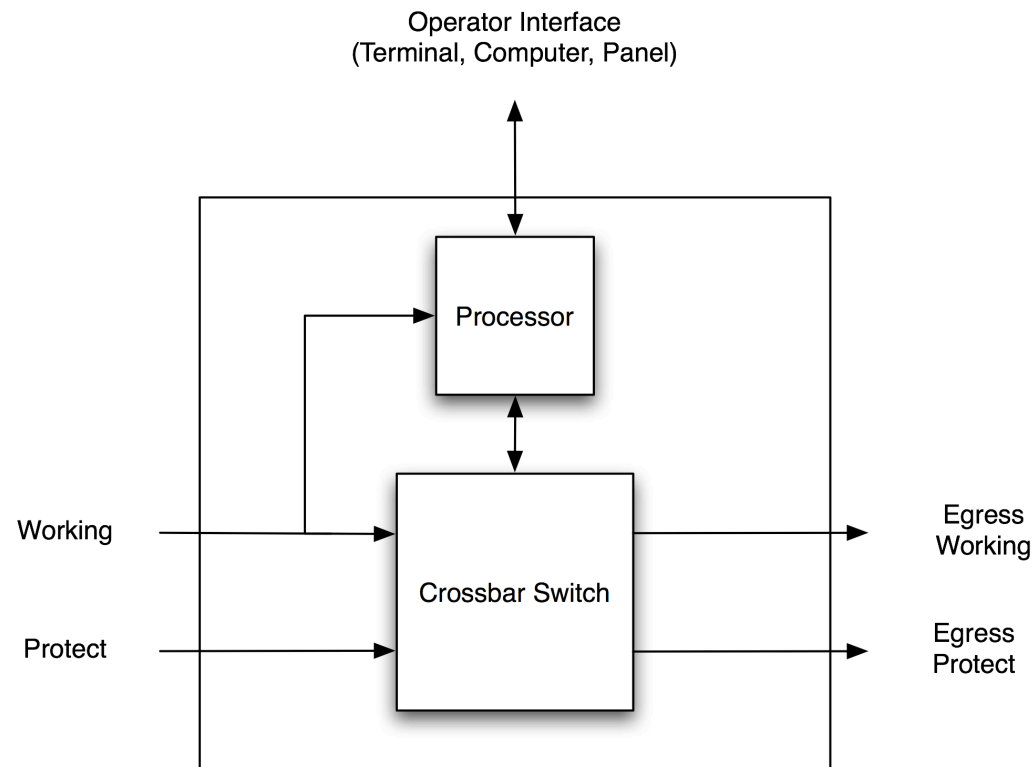 Operator Interface
(Terminal, Computer, Panel)
Processor
Working
Egress
Working
Crossbar Switch
Protect
Egress
Protect